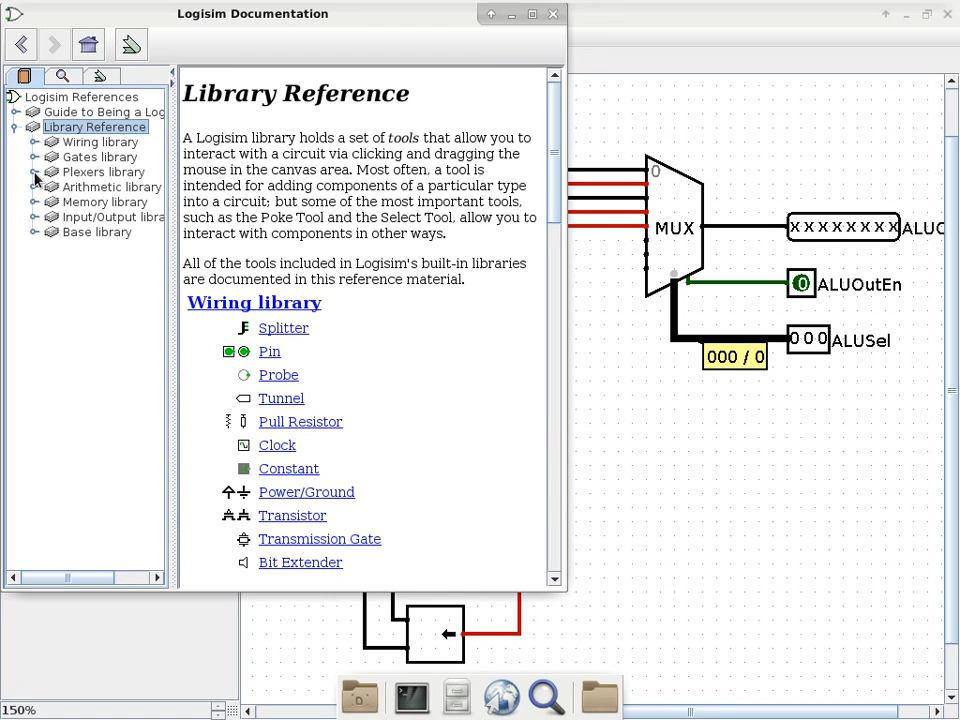 Logisim Documentation
Logisim References
Guide to Being a Log
Library Reference
Wiring library
Gates library
Plexers library
Arithmetic library
Memory library
Input/Output libra
Base library
Library Reference
A Logisim library holds a set of tools that allow you to
interact with a circuit via clicking and dragging the
mouse in the canvas area. Most often, a tool is
intended for adding components of a particular type
into a circuit; but some of the most important tools,
such as the Poke Tool and the Select Tool, allow you to
interact with components in other ways.
All of the tools included in Logisim's built-in libraries
are documented in this reference material.
Wiring library
Splitter
Pin
Probe
Tunnel
Pull Resistor
Clock
Constant
Power/Ground
Transistor
Transmission Gate
Bit Extender
0
MUX
xxxxxxxx ALUO
0 ALUOutEn
000 ALUSel
000 / 0
150%
D